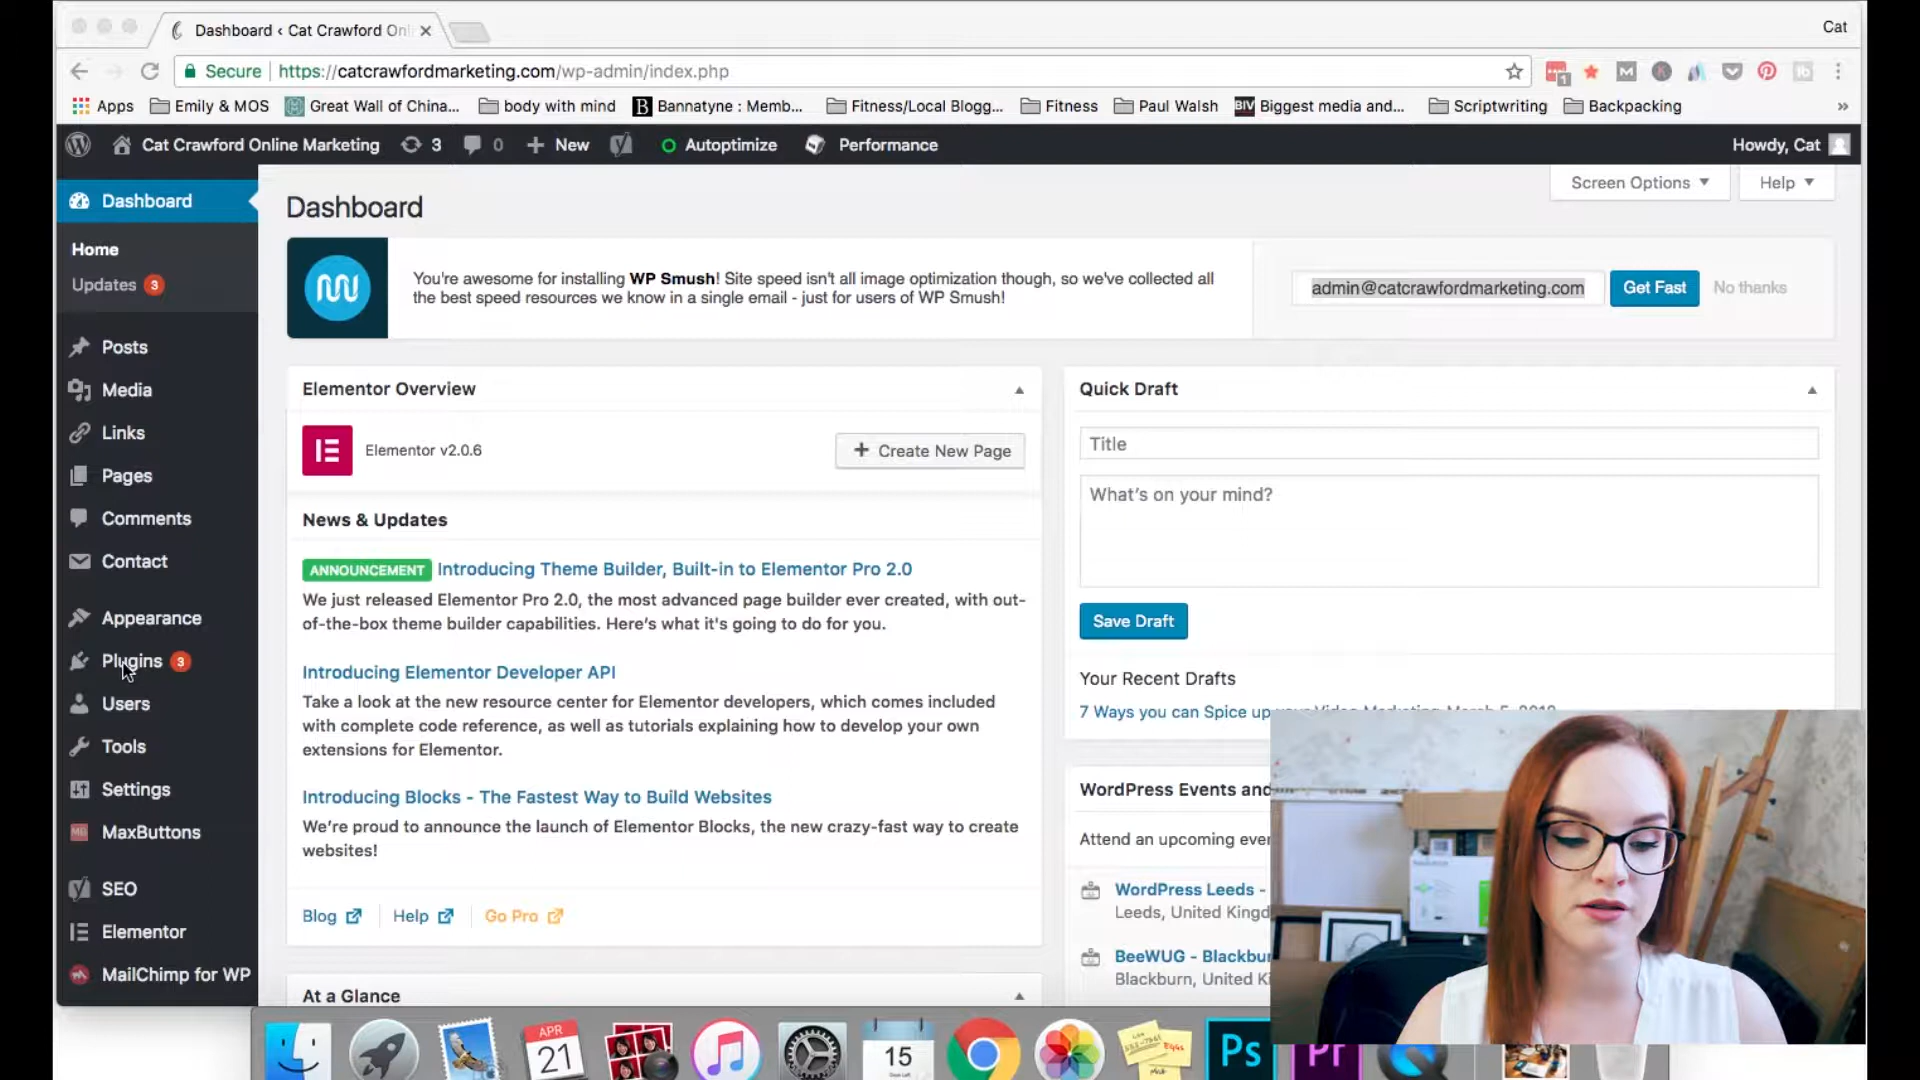 Dashboard ‹ Cat Crawford Onl
Cat
Secure https://catcrawfordmarketing.com/wp-admin/index.php
1
Apps Emily & MOS Great Wall of China... body with mind Bannatyne : Memb... Fitness/Local Blogg... Fitness Paul Walsh BIV Biggest media and... Scriptwriting Backpacking »
Cat Crawford Online Marketing 3 0 + New Autoptimize Performance Howdy, Cat
Screen Options Help
Dashboard
Home
Updates 3
Posts
Media
Links
Pages
Comments
Contact
Appearance
Plugins 3
Users
Tools
Settings
MaxButtons
SEO
Elementor
MailChimp for WP
Dashboard
You're awesome for installing WP Smush! Site speed isn't all image optimization though, so we've collected all
the best speed resources we know in a single email - just for users of WP Smush!
admin@catcrawfordmarketing.com Get Fast No thanks
Elementor Overview
Elementor v2.0.6
+ Create New Page
News & Updates
ANNOUNCEMENT Introducing Theme Builder, Built-in to Elementor Pro 2.0
We just released Elementor Pro 2.0, the most advanced page builder ever created, with out-
of-the-box theme builder capabilities. Here's what it's going to do for you.
Introducing Elementor Developer API
Take a look at the new resource center for Elementor developers, which comes included
with complete code reference, as well as tutorials explaining how to develop your own
extensions for Elementor.
Introducing Blocks - The Fastest Way to Build Websites
We're proud to announce the launch of Elementor Blocks, the new crazy-fast way to create
websites!
Blog Help Go Pro
At a Glance
Quick Draft
Title
What's on your mind?
Save Draft
Your Recent Drafts
7 Ways you can Spice up your Video Marketing March 5, 2018
WordPress Events and
Attend an upcoming eve
WordPress Leeds -
Leeds, United Kingd
BeeWUG - Blackbu
Blackburn, United Ki
APR
21
15
Ps
Pr